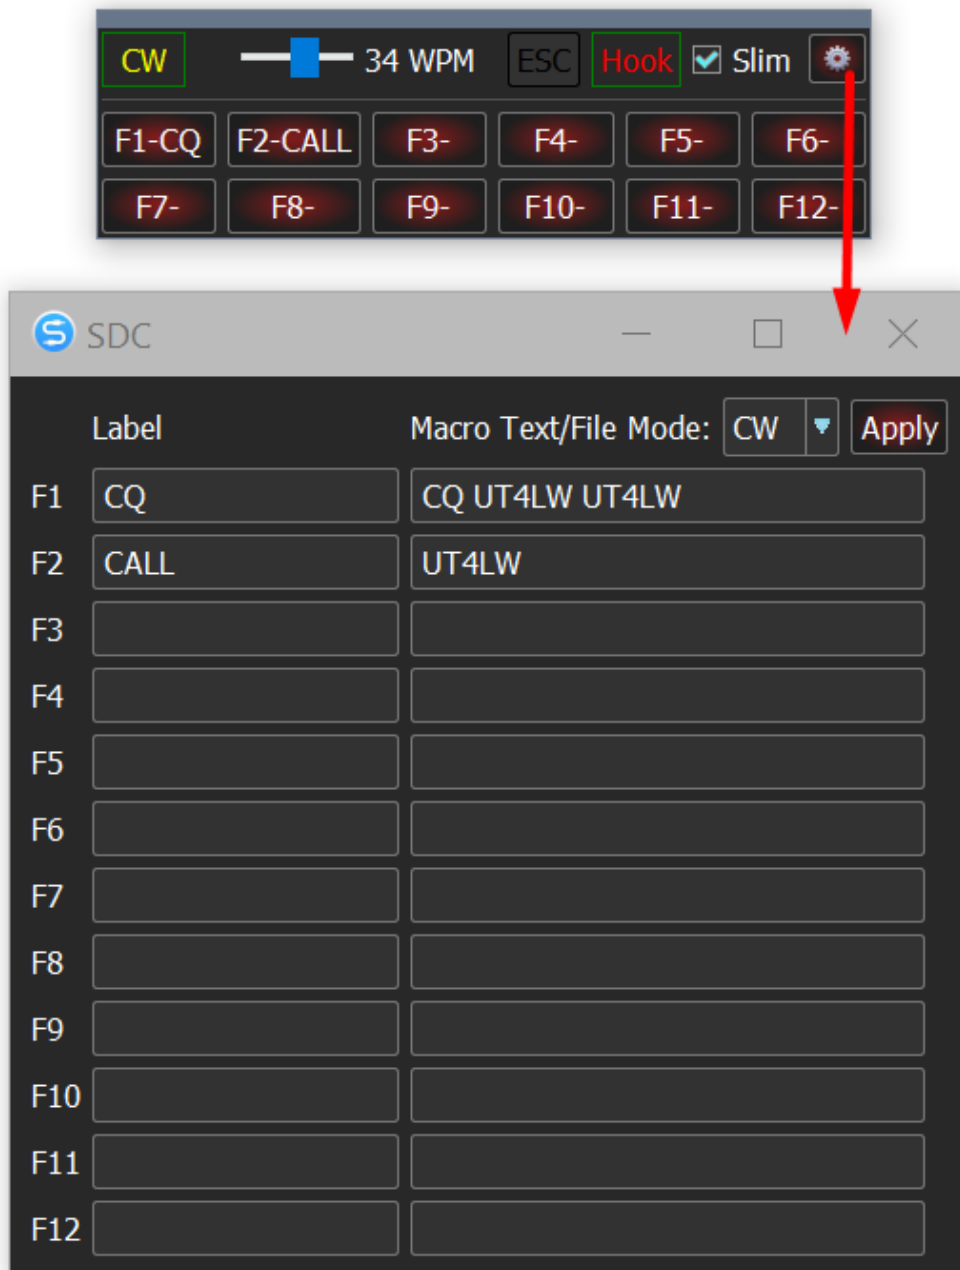 CW 34 WPM ESC Hook Slim
F1-CQ F2-CALL F3- F4- F5- F6-
F7- F8- F9- F10- F11- F12-
SDC
Label Macro Text/File Mode: CW Apply
F1 CQ CQ UT4LW UT4LW
F2 CALL UT4LW
F3
F4
F5
F6
F7
F8
F9
F10
F11
F12